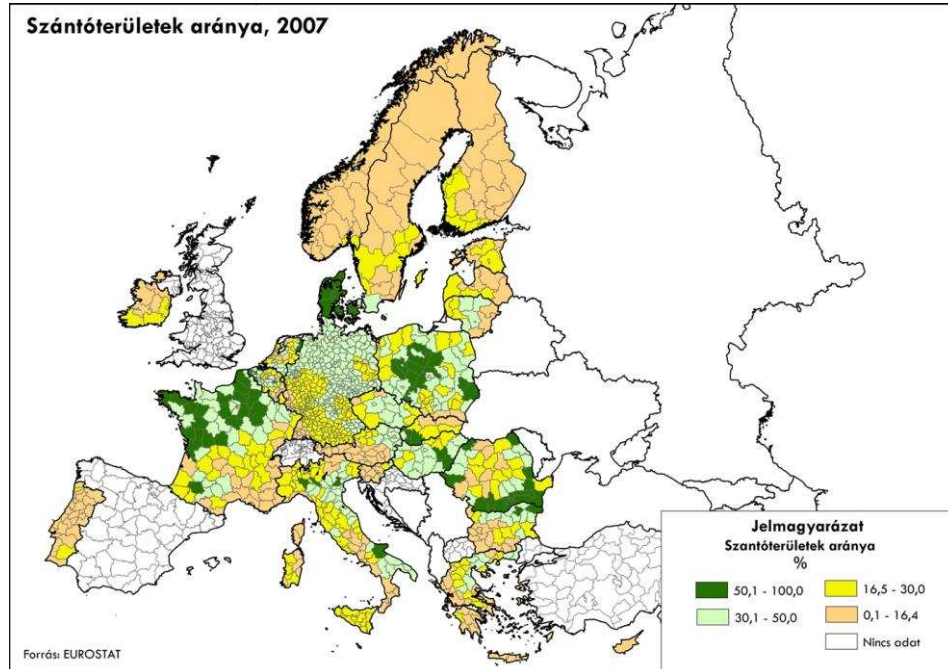 Szántóterületek aránya, 2007
Jelmagyarázat
Szantóterületek aránya
%
50,1 - 100,0
16,5 - 30,0
30,1 - 50,0
0,1 - 16,4
Nincs adat
Forrás: EUROSTAT